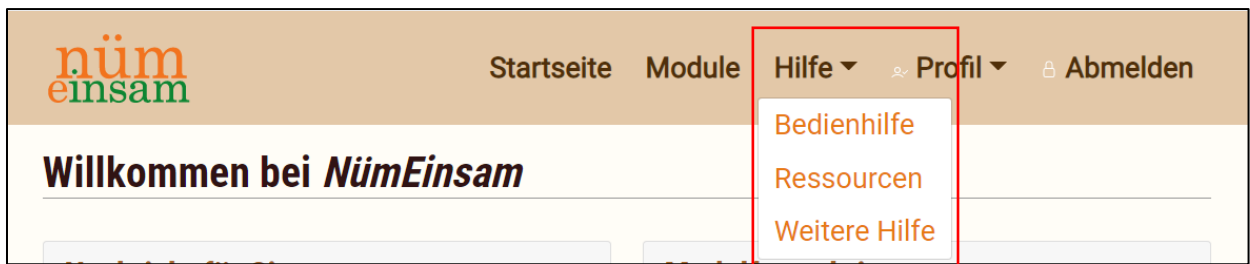 nüm
einsam
Startseite Module Hilfe Profil Abmelden
Bedienhilfe
Ressourcen
Weitere Hilfe
Willkommen bei NümEinsam